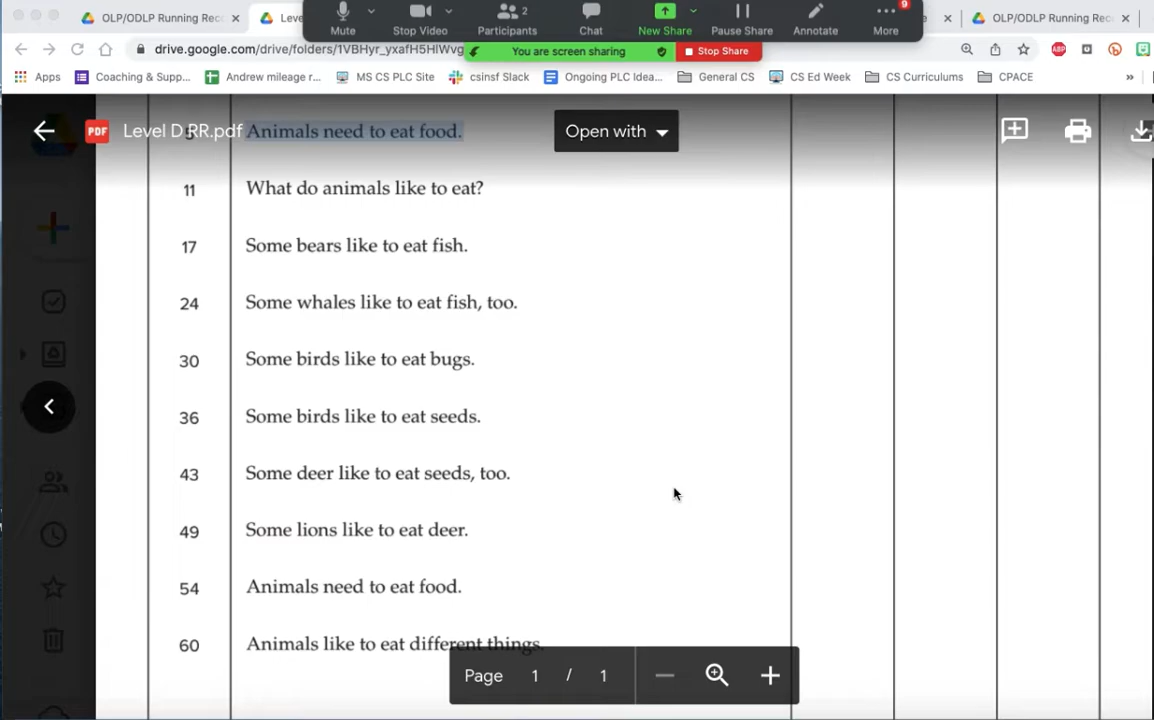 OLP/ODLP Running Rec
Leve
Mute
Stop Video
2
Participants
Chat
New Share
Pause Share
Annotate
9
More
OLP/ODLP Running Rec
drive.google.com/drive/folders/1VBHyr_yxafH5HlWvg
You are screen sharing
Stop Share
ABP
Apps
Coaching & Supp...
Andrew mileage r...
MS CS PLC Site
csinsf Slack
Ongoing PLC Idea...
General CS
CS Ed Week
CS Curriculums
CPACE
»
PDF
Level D RR.pdf
5 Animals need to eat food.
Open with
11 What do animals like to eat?
17 Some bears like to eat fish.
24 Some whales like to eat fish, too.
30 Some birds like to eat bugs.
36 Some birds like to eat seeds.
43 Some deer like to eat seeds, too.
49 Some lions like to eat deer.
54 Animals need to eat food.
60 Animals like to eat different things.
Page 1 / 1